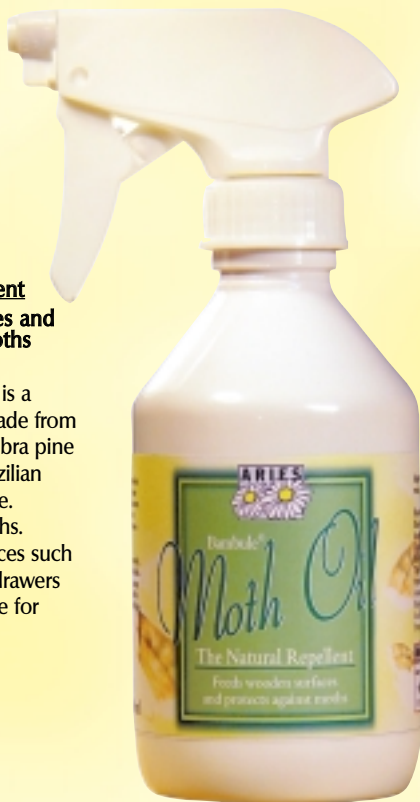 ent
es and
oths
is a
ade from
bra pine
zilian
e.
hs.
ces such
drawers
e for
ARIES
Bambule®
Moth Oil
The Natural Repellent
Feeds wooden surfaces
and protects against moths